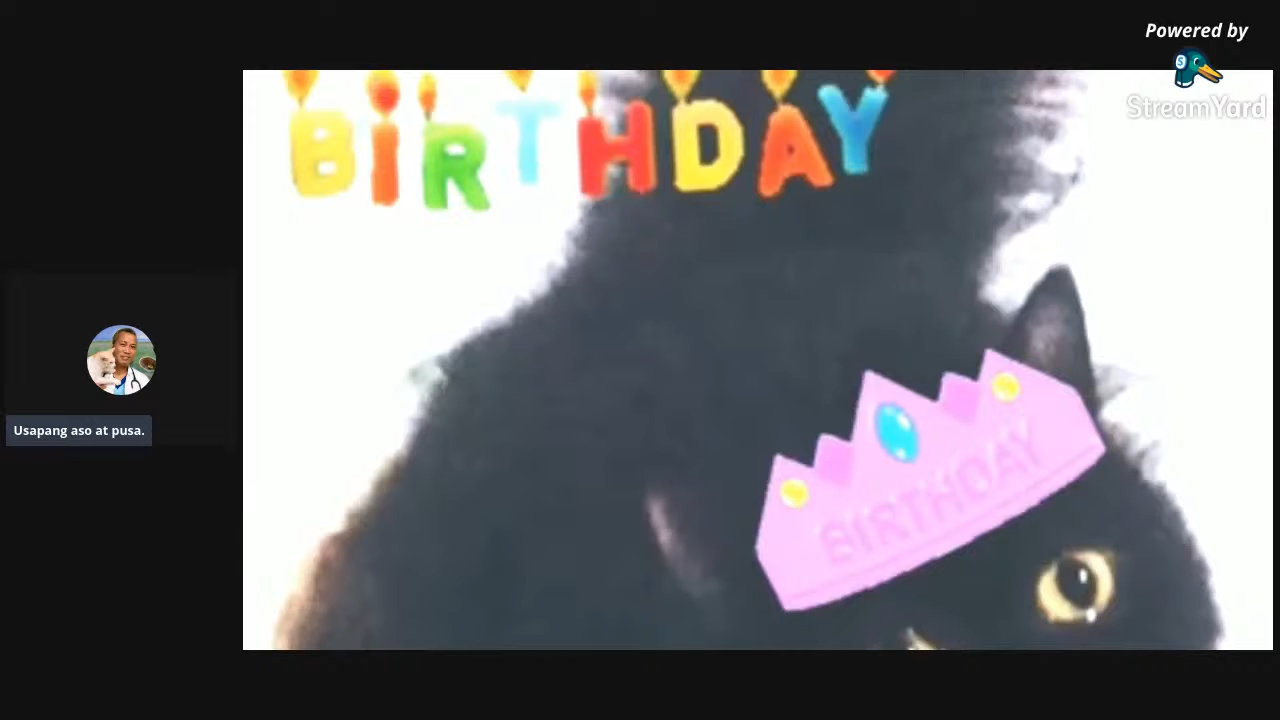 Powered by
StreamYard
BIRTHDAY
BIRTHDAY
Usapang aso at pusa.